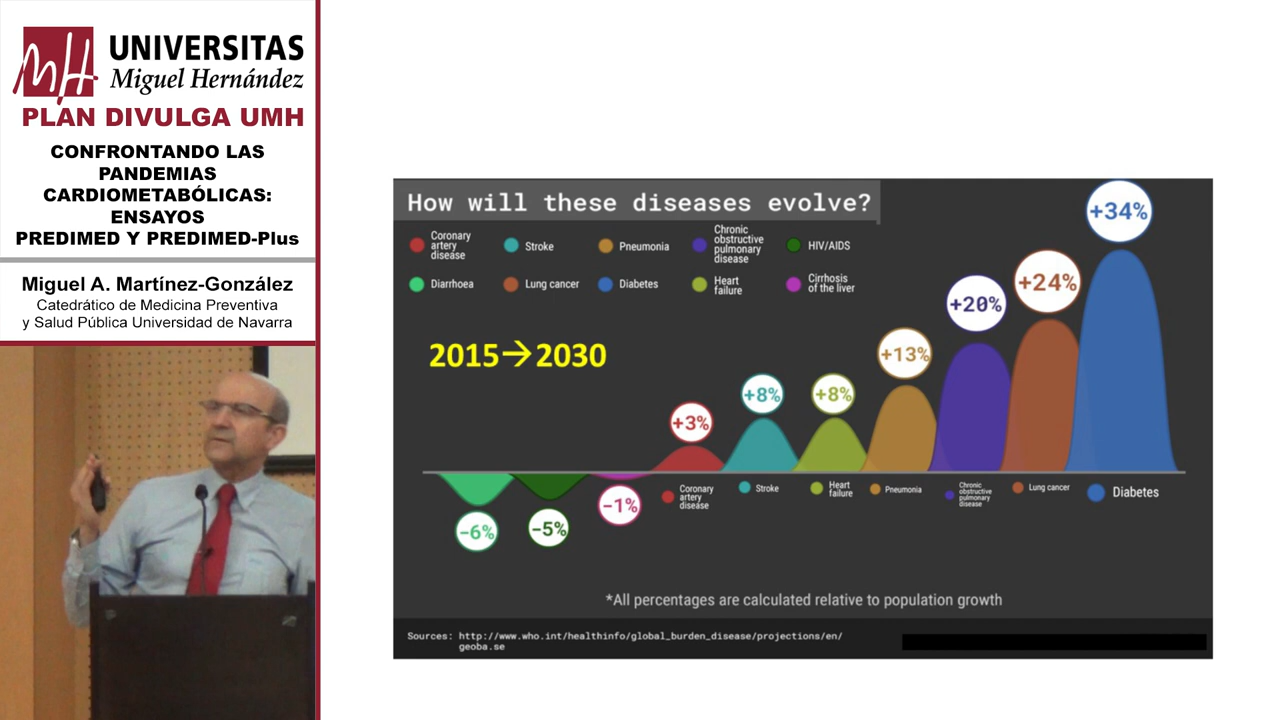 UNIVERSITAS
Miguel Hernández
PLAN DIVULGA UMH
CONFRONTANDO LAS
PANDEMIAS
CARDIOMETABÓLICAS:
ENSAYOS
PREDIMED Y PREDIMED-Plus
Miguel A. Martínez-González
Catedrático de Medicina Preventiva
y Salud Pública Universidad de Navarra
How will these diseases evolve?
Coronary
artery
disease
Stroke
Pneumonia
Chronic
obstructive
pulmonary
disease
HIV/AIDS
Diarrhoea
Lung cancer
Diabetes
Heart
failure
Cirrhosis
of the liver
2015→2030
-6%
-5%
-1%
+3%
+8%
+8%
+13%
+20%
+24%
+34%
Coronary
artery
disease
Stroke
Heart
failure
Pneumonia
Chronic
obstructive
pulmonary
disease
Lung cancer
Diabetes
*All percentages are calculated relative to population growth
Sources: http://www.who.int/healthinfo/global_burden_disease/projections/en/
geoba.se